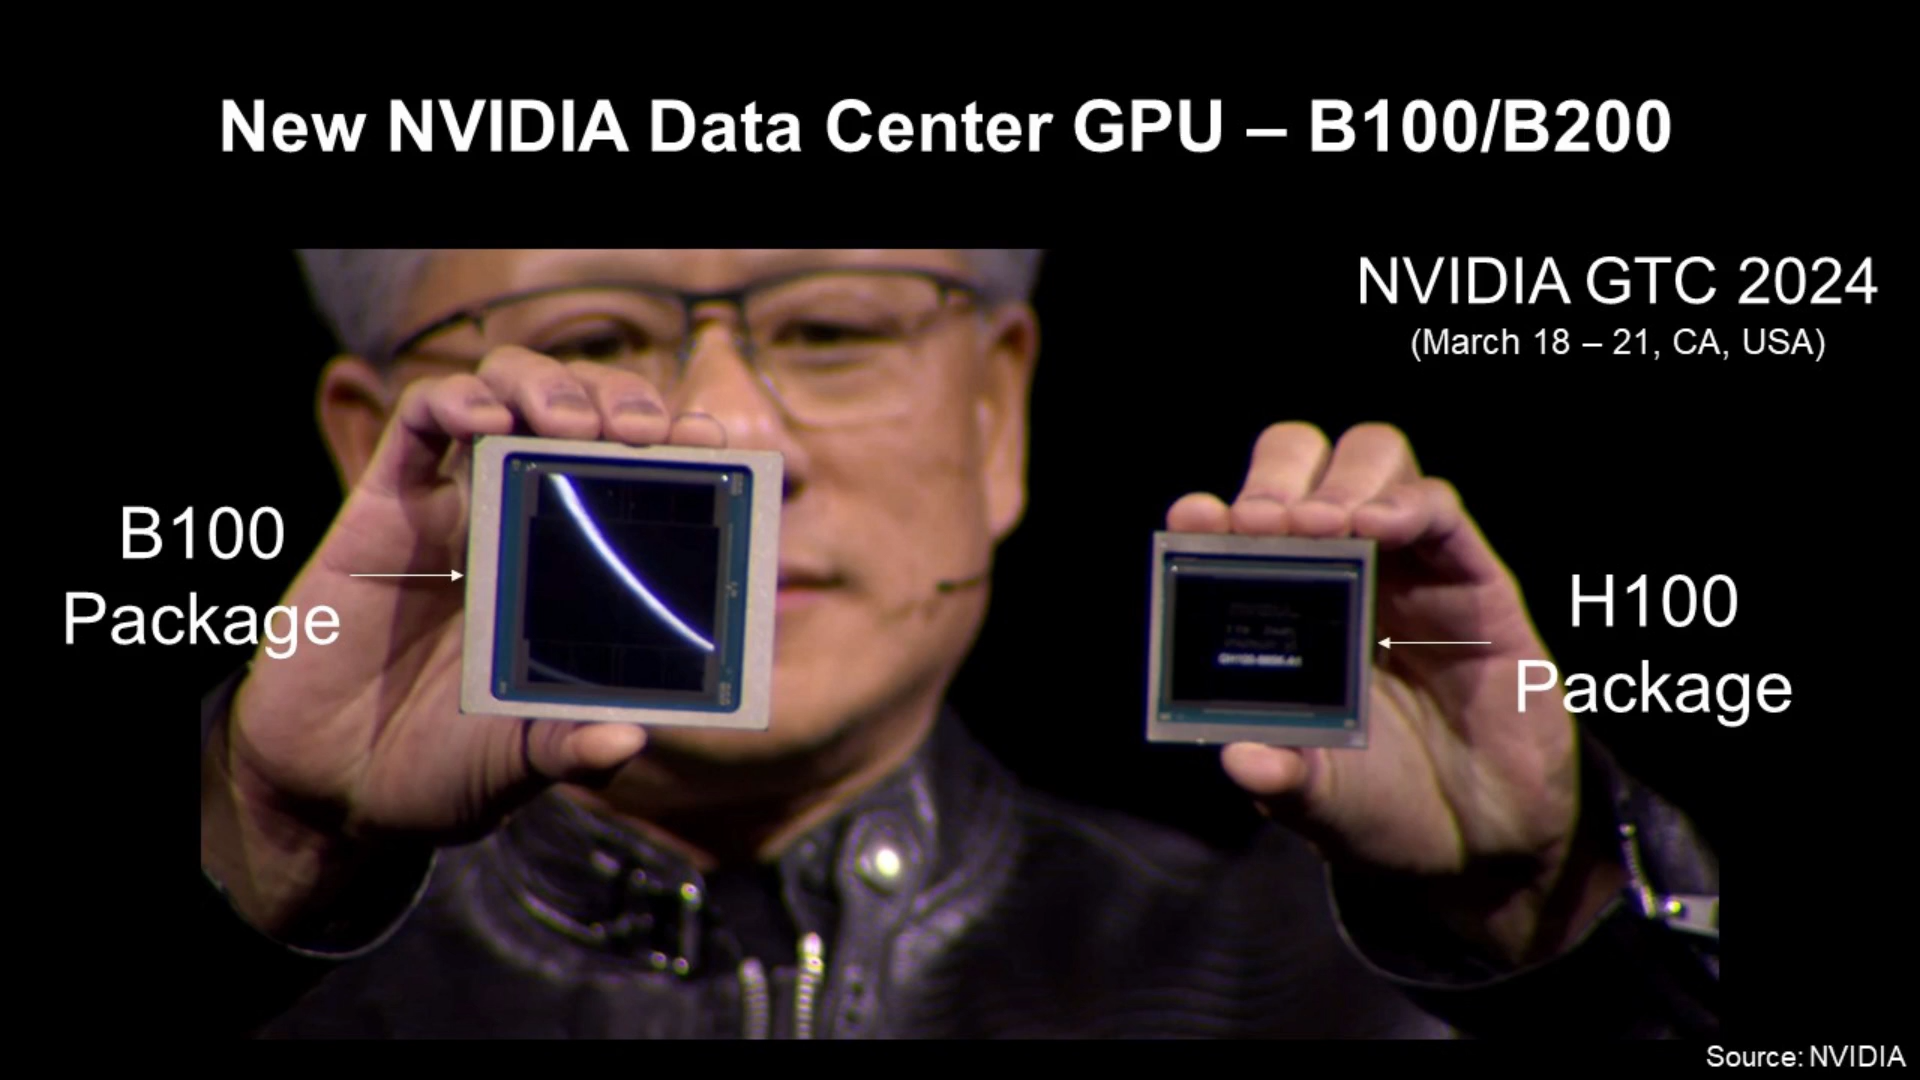 New NVIDIA Data Center GPU – B100/B200
NVIDIA GTC 2024
(March 18 – 21, CA, USA)
B100
Package
H100
Package
Source: NVIDIA